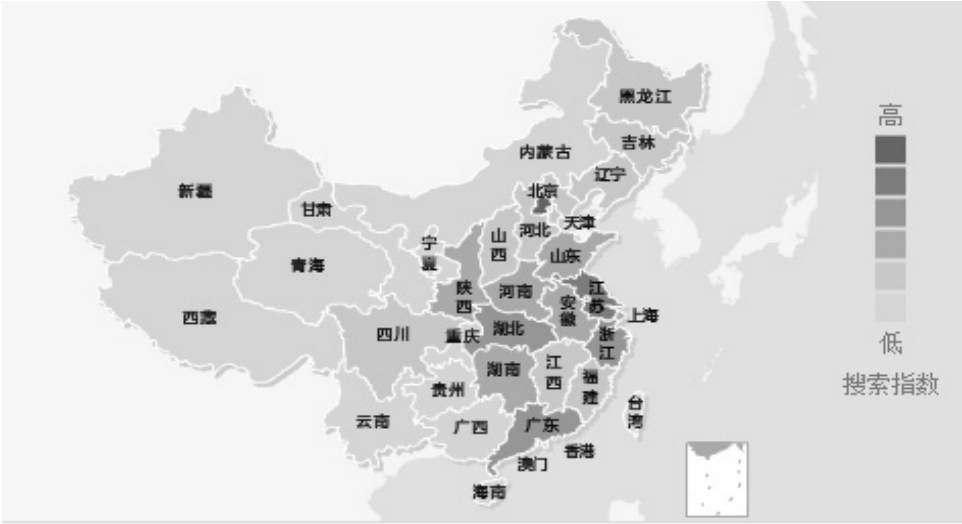 黑龙江
吉林
内蒙古
辽宁
新疆
北京
甘肃
天津
河北
宁夏
山西
山东
青海
陕西
河南
江苏
安徽
西藏
上海
四川
重庆
湖北
浙江
湖南
江西
福建
贵州
台湾
云南
广西
广东
香港
澳门
海南
高
低
搜索指数